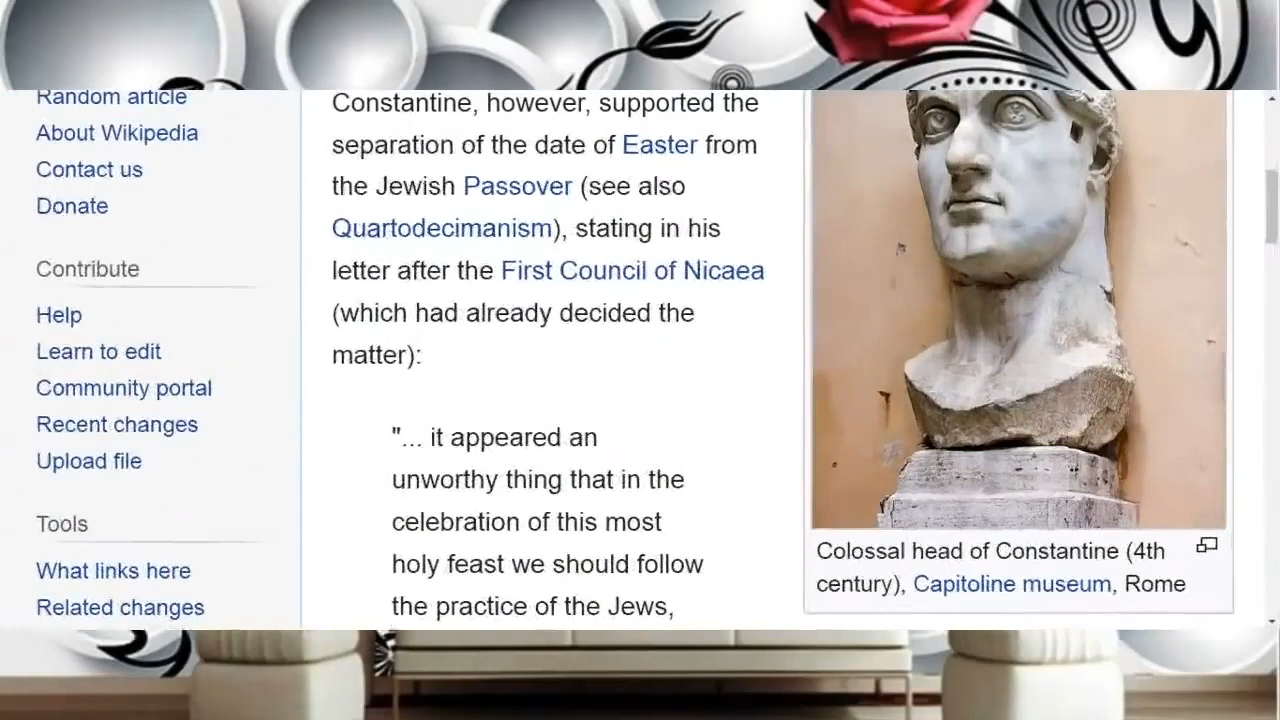 Random article
About Wikipedia
Contact us
Donate
Contribute
Help
Learn to edit
Community portal
Recent changes
Upload file
Tools
What links here
Related changes
Constantine, however, supported the
separation of the date of Easter from
the Jewish Passover (see also
Quartodecimanism), stating in his
letter after the First Council of Nicaea
(which had already decided the
matter):
"... it appeared an
unworthy thing that in the
celebration of this most
holy feast we should follow
the practice of the Jews,
Colossal head of Constantine (4th
century), Capitoline museum, Rome